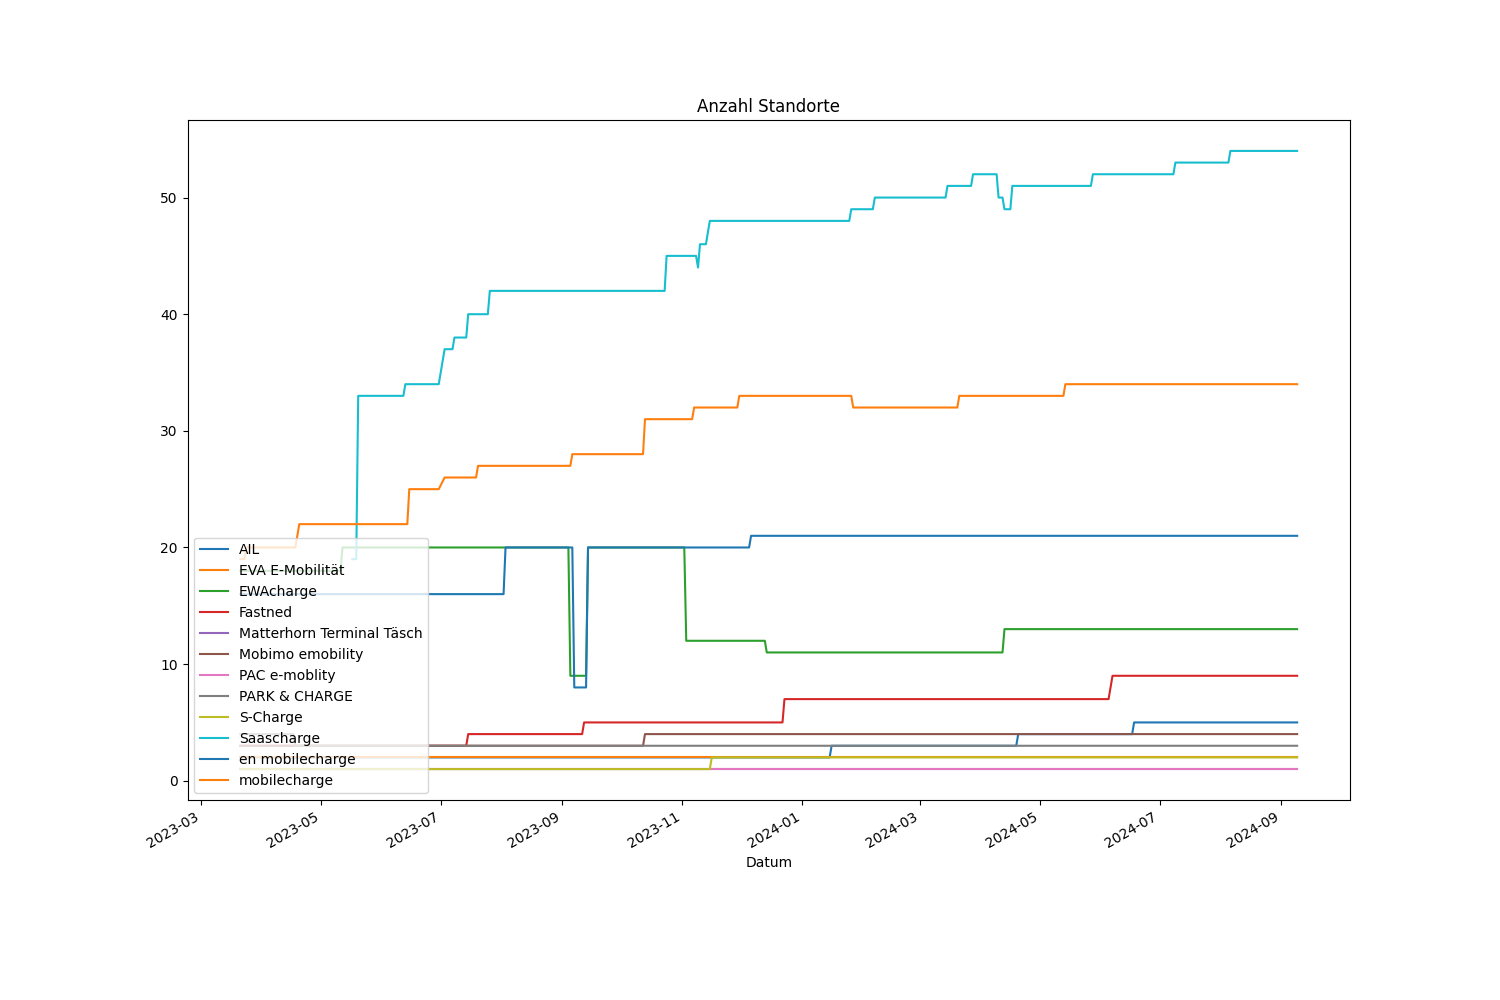 Anzahl Standorte
50
40
30
20
10
0
AIL
EVA E-Mobilität
EWAcharge
Fastned
Matterhorn Terminal Täsch
Mobimo emobility
PAC e-moblity
PARK & CHARGE
S-Charge
Saascharge
en mobilecharge
mobilecharge
2023-03
2023-05
2023-07
2023-09
2023-11
2024-01
2024-03
2024-05
2024-07
2024-09
Datum